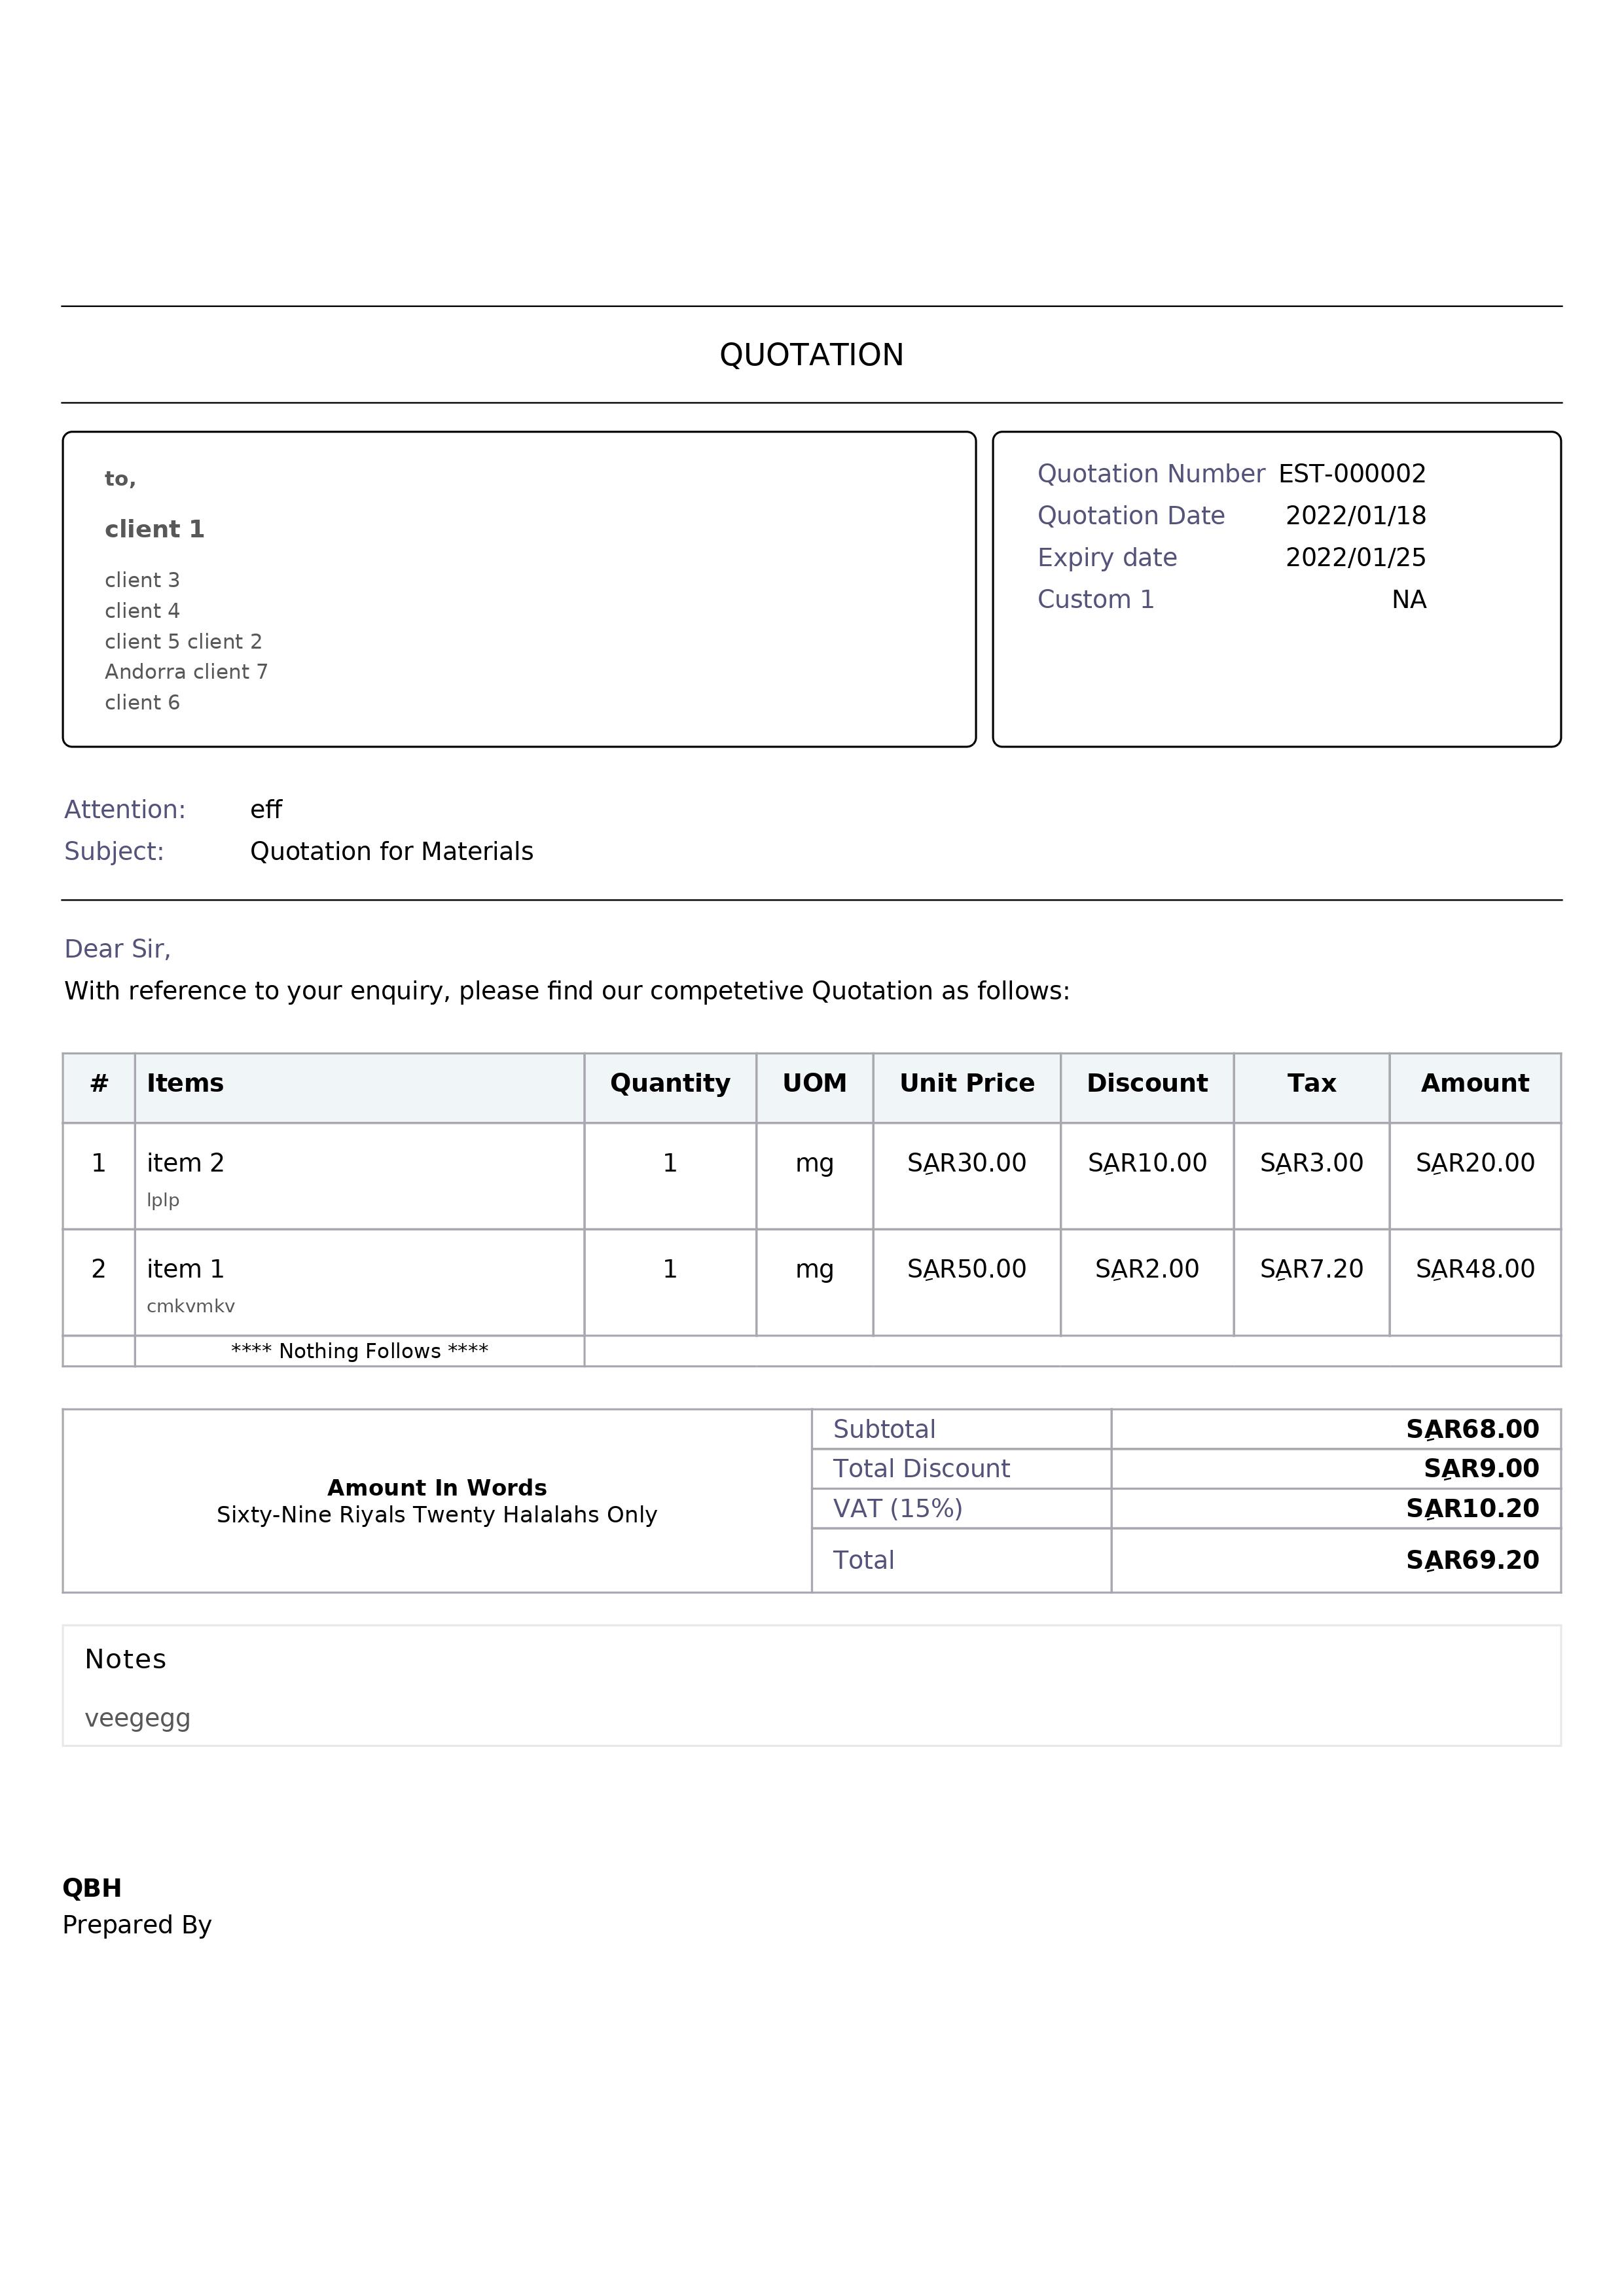 QUOTATION
to,
client 1
client 3
client 4
client 5 client 2
Andorra client 7
client 6
Quotation Number EST-000002
Quotation Date 2022/01/18
Expiry date 2022/01/25
Custom 1 NA
Attention: eff
Subject: Quotation for Materials
Dear Sir,
With reference to your enquiry, please find our competetive Quotation as follows:
# Items Quantity UOM Unit Price Discount Tax Amount
1 item 2 1 mg SAR30.00 SAR10.00 SAR3.00 SAR20.00
lplp
2 item 1 1 mg SAR50.00 SAR2.00 SAR7.20 SAR48.00
cmkvmkv
**** Nothing Follows ****
Amount In Words
Sixty-Nine Riyals Twenty Halalahs Only
Subtotal SAR68.00
Total Discount SAR9.00
VAT (15%) SAR10.20
Total SAR69.20
Notes
veegegg
QBH
Prepared By